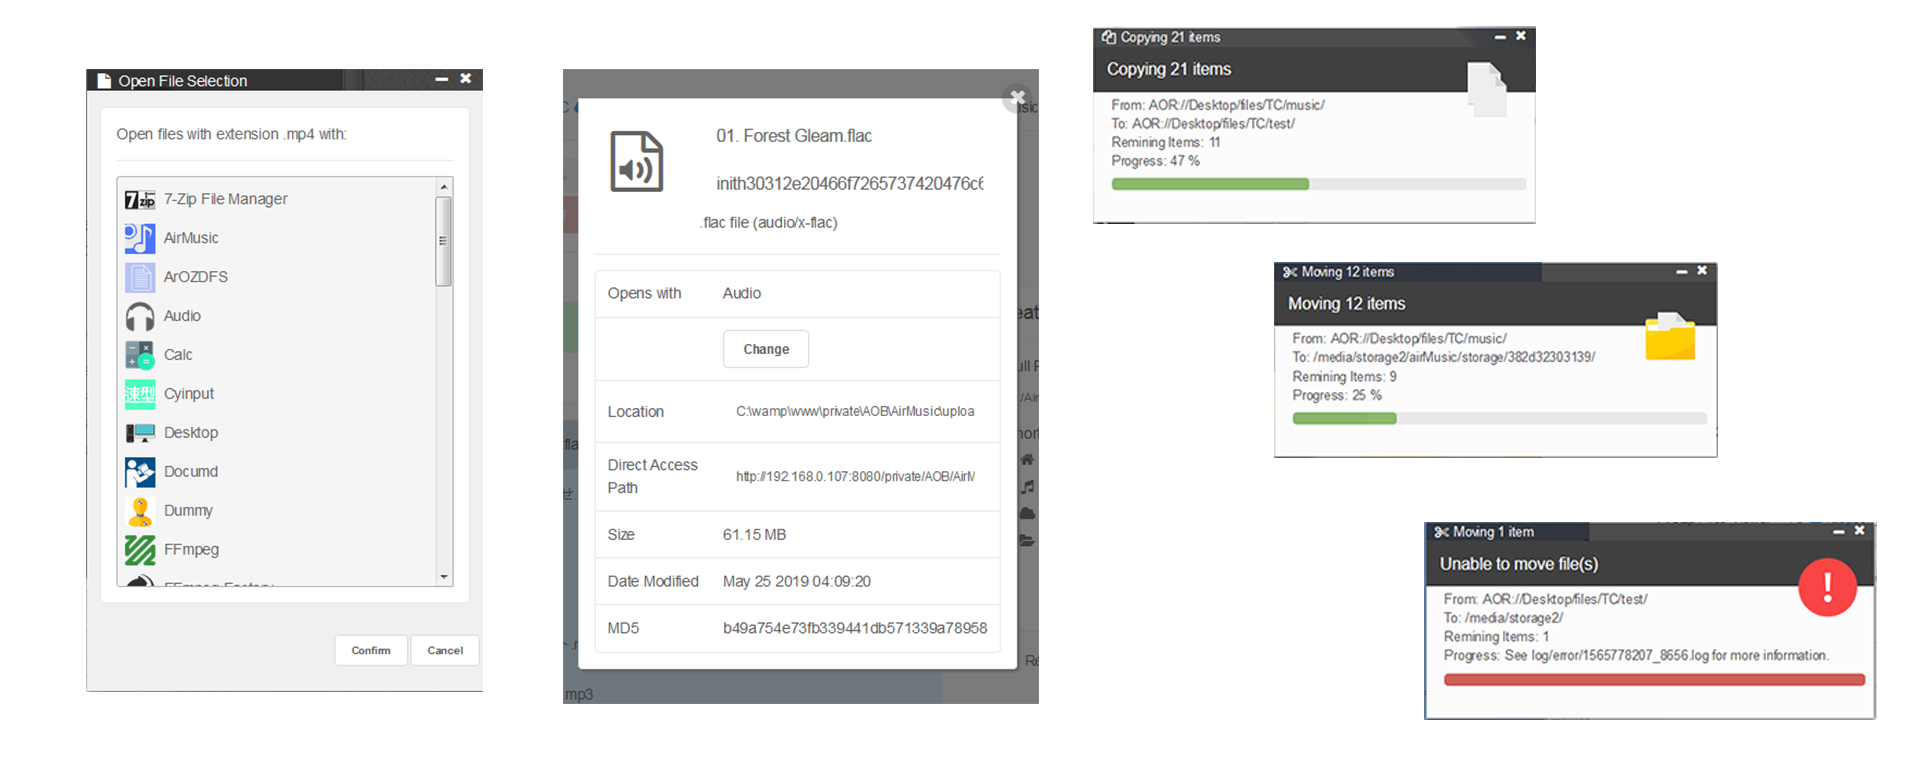 Open File Selection
Open files with extension .mp4 with:
7-Zip File Manager
AirMusic
ArOZDFS
Audio
Calc
Cyinput
Desktop
Documd
Dummy
FFmpeg
FFmpeg Factory
Confirm Cancel
01. Forest Gleam.flac
inith30312e20466f7265737420476c6
.flac file (audio/x-flac)
Opens with Audio
Change
Location C:\wamp\www\private\AOB\AirMusic\uploa
Direct Access
Path
http://192.168.0.107:8080/private/AOB/AirM
Size 61.15 MB
Date Modified May 25 2019 04:09:20
MD5 b49a754e73fb339441db571339a78958
mp3
Copying 21 items
Copying 21 items
From: AOR://Desktop/files/TC/music/
To: AOR://Desktop/files/TC/test/
Remining Items: 11
Progress: 47 %
Moving 12 items
Moving 12 items
From: AOR://Desktop/files/TC/music/
To: /media/storage2/airMusic/storage/382d32303139/
Remining Items: 9
Progress: 25 %
Moving 1 item
Unable to move file(s)
From: AOR://Desktop/files/TC/test/
To: /media/storage2/
Remining Items: 1
Progress: See log/error/1565778207_8656.log for more information.